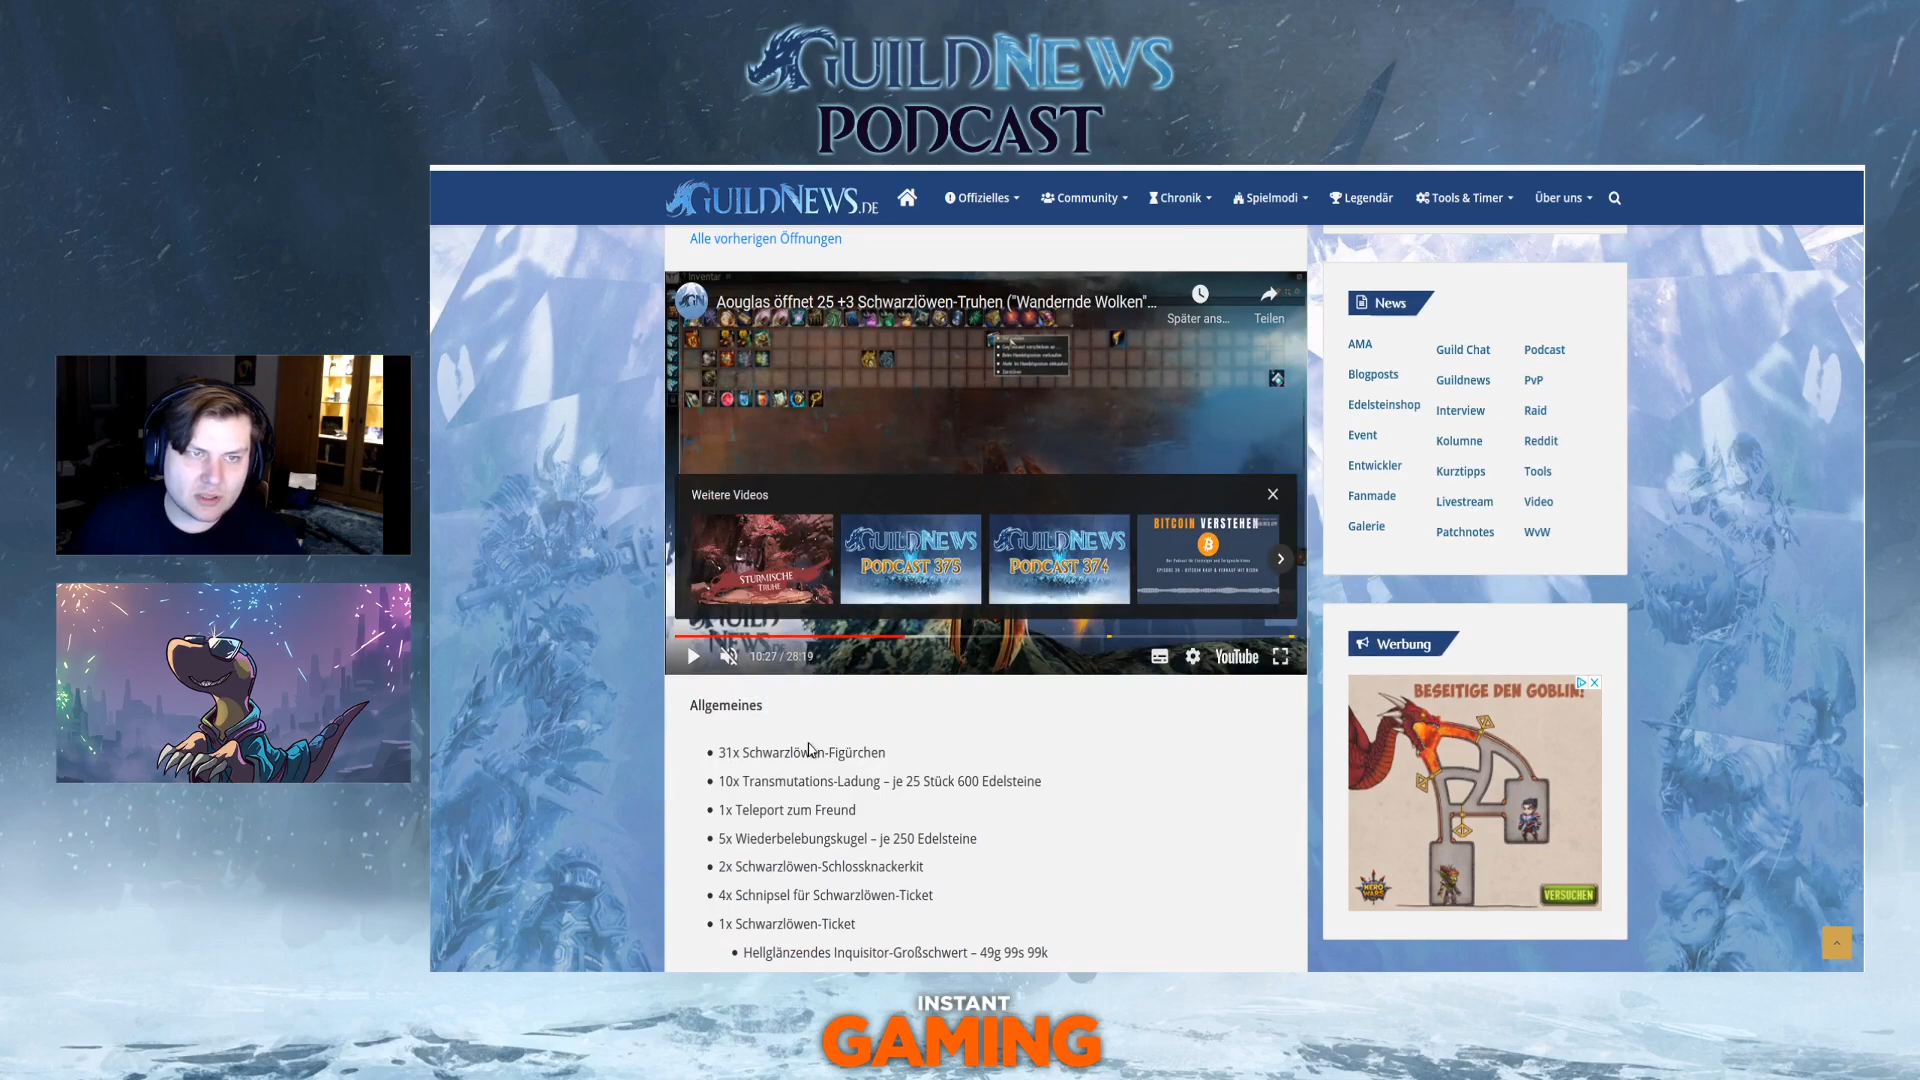 GUILDNEWS
PODCAST
GUILDNEWS.DE
Offizielles
Community
Chronik
Spielmodi
Legendär
Tools & Timer
Über uns
Alle vorherigen Öffnungen
Inventar
Aouglas öffnet 25 +3 Schwarzlöwen-Truhen ("Wandernde Wolken"...
Später ans...
Teilen
Weitere Videos
STURMISCHE
TRUHE
GUILDNEWS
PODCAST 375
GUILDNEWS
PODCAST 374
BITCOIN VERSTEHEN
10:27 / 28:19
YouTube
Allgemeines
31x Schwarzlöwen-Figürchen
10x Transmutations-Ladung – je 25 Stück 600 Edelsteine
1x Teleport zum Freund
5x Wiederbelebungskugel – je 250 Edelsteine
2x Schwarzlöwen-Schlossknackerkit
4x Schnipsel für Schwarzlöwen-Ticket
1x Schwarzlöwen-Ticket
Hellglänzendes Inquisitor-Großschwert – 49g 99s 99k
News
AMA
Blogposts
Edelsteinshop
Event
Entwickler
Fanmade
Galerie
Guild Chat
Guildnews
Interview
Kolumne
Kurztipps
Livestream
Patchnotes
Podcast
PvP
Raid
Reddit
Tools
Video
WvW
Werbung
BESEITIGE DEN GOBLIN!
HERO
WARS
VERSUCHEN
INSTANT
GAMING